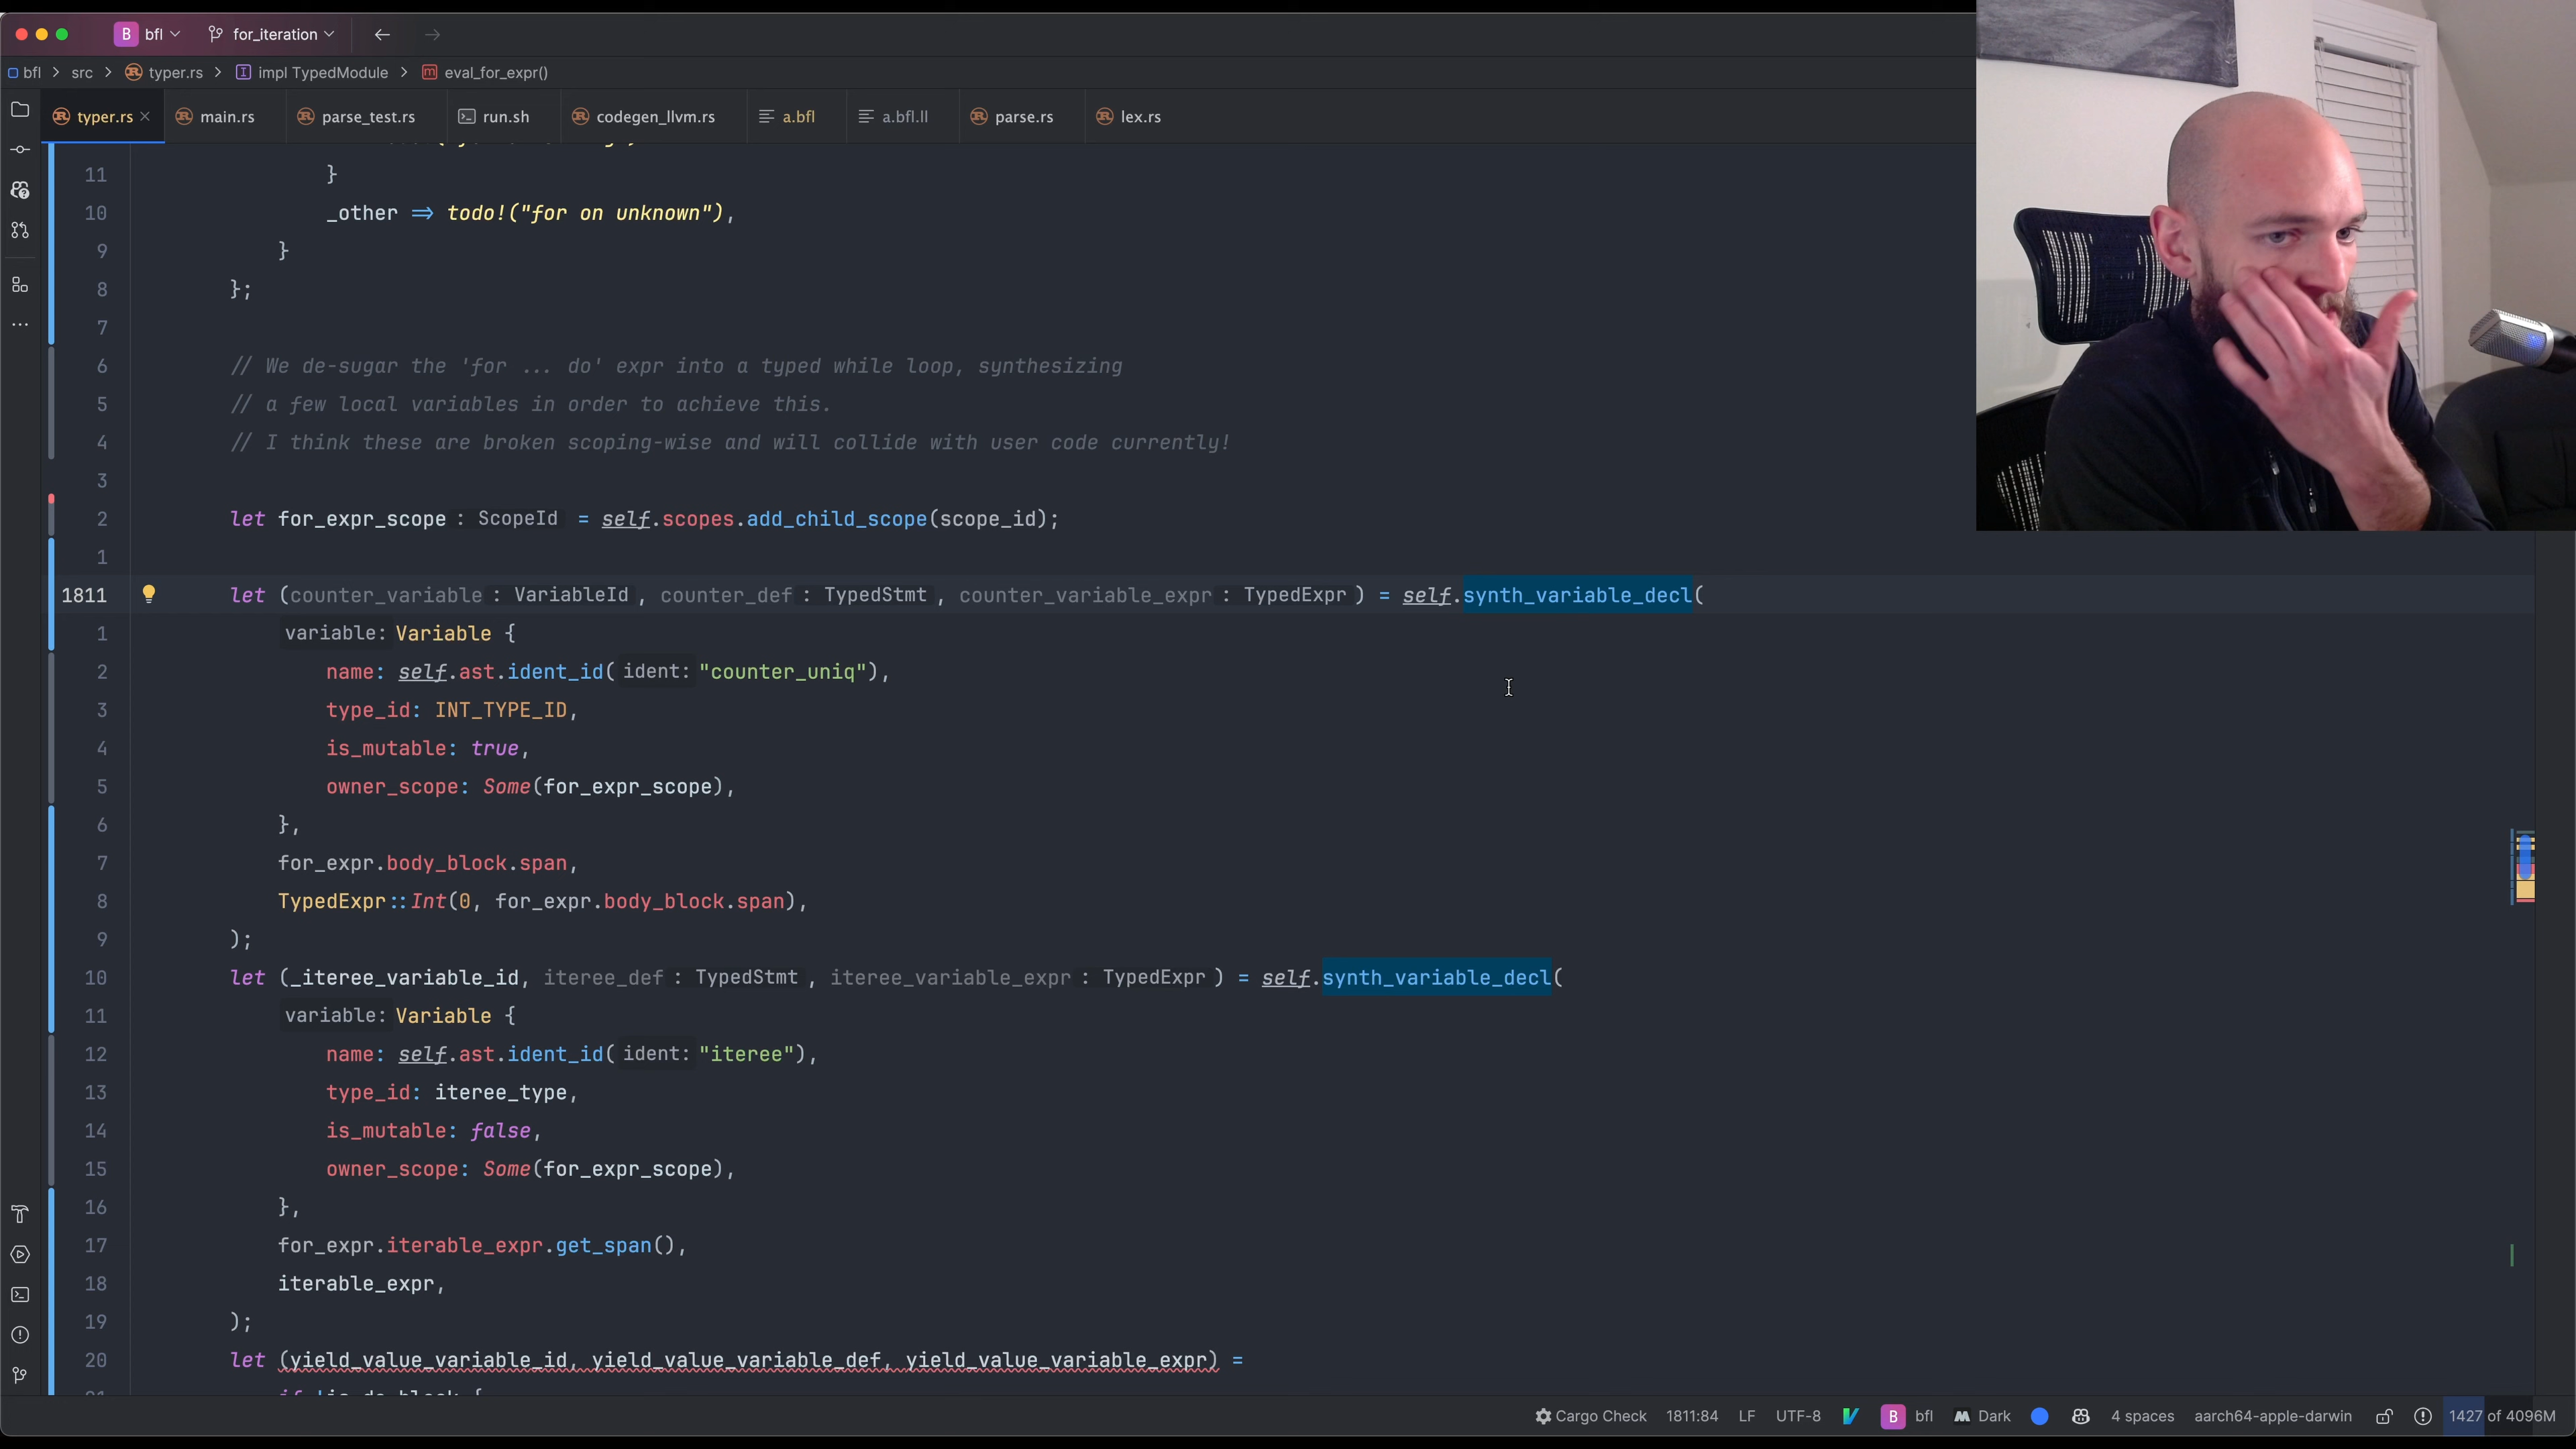 B bfl for_iteration
bfl > src > typer.rs > impl TypedModule > eval_for_expr()
typer.rs main.rs parse_test.rs run.sh codegen_llvm.rs a.bfl a.bfl.ll parse.rs lex.rs
11 }
10 _other => todo!("for on unknown"),
9 }
8 };
7
6 // We de-sugar the 'for ... do' expr into a typed while loop, synthesizing
5 // a few local variables in order to achieve this.
4 // I think these are broken scoping-wise and will collide with user code currently!
3
2 let for_expr_scope : ScopeId = self.scopes.add_child_scope(scope_id);
1
1811 let (counter_variable : VariableId , counter_def : TypedStmt , counter_variable_expr : TypedExpr ) = self.synth_variable_decl(
1 variable: Variable {
2 name: self.ast.ident_id( ident: "counter_uniq"),
3 type_id: INT_TYPE_ID,
4 is_mutable: true,
5 owner_scope: Some(for_expr_scope),
6 },
7 for_expr.body_block.span,
8 TypedExpr::Int(0, for_expr.body_block.span),
9 );
10 let (_iteree_variable_id, iteree_def : TypedStmt , iteree_variable_expr : TypedExpr ) = self.synth_variable_decl(
11 variable: Variable {
12 name: self.ast.ident_id( ident: "iteree"),
13 type_id: iteree_type,
14 is_mutable: false,
15 owner_scope: Some(for_expr_scope),
16 },
17 for_expr.iterable_expr.get_span(),
18 iterable_expr,
19 );
20 let (yield_value_variable_id, yield_value_variable_def, yield_value_variable_expr) =
Cargo Check 1811:84 LF UTF-8 B bfl Dark 4 spaces aarch64-apple-darwin 1427 of 4096M